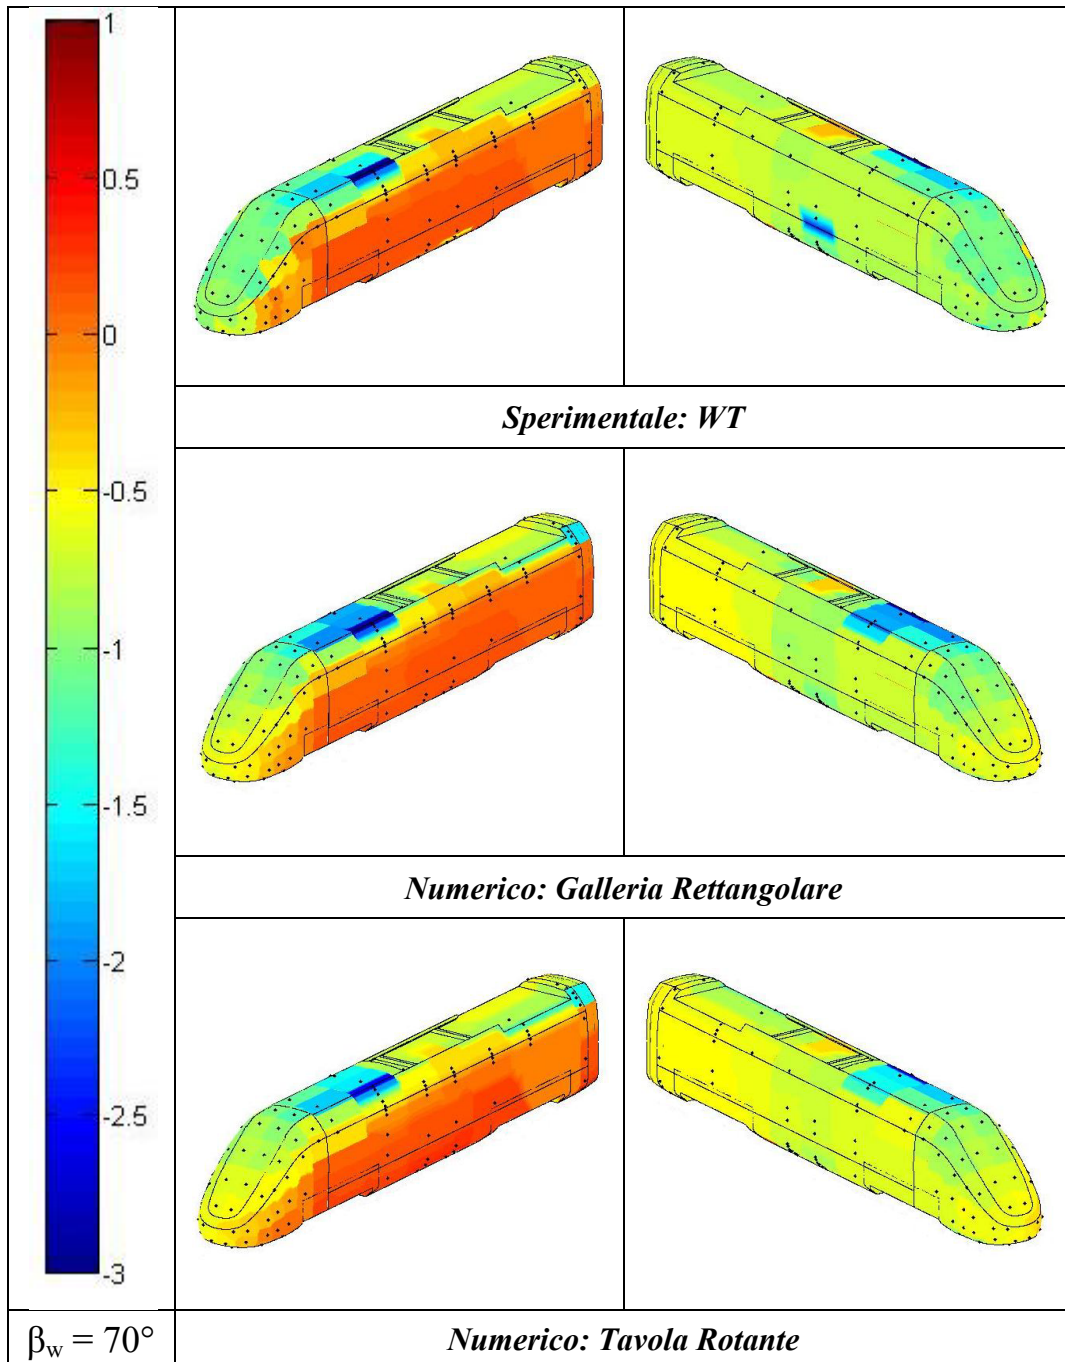 1
0.5
0
-0.5
-1
-1.5
-2
-2.5
-3
Sperimentale: WT
Numerico: Galleria Rettangolare
βw = 70°
Numerico: Tavola Rotante